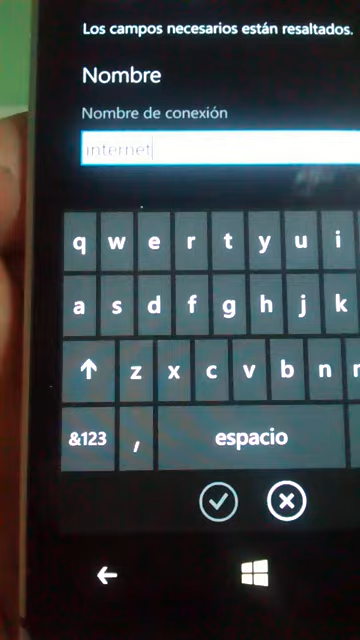 Los campos necesarios están resaltados.
Nombre
Nombre de conexión
internet
q w e r t y u i
a s d f g h j k
z x c v b n
&123 , espacio